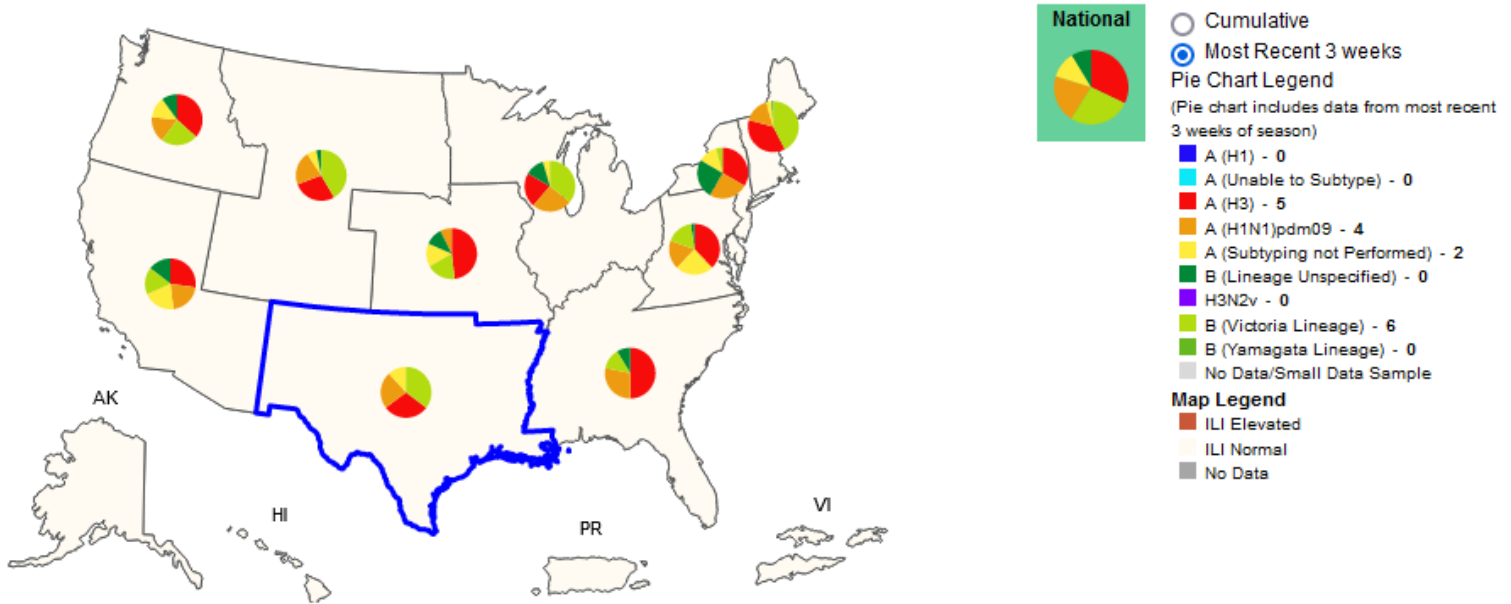 National
Cumulative
Most Recent 3 weeks
Pie Chart Legend
(Pie chart includes data from most recent
3 weeks of season)
A (H1) - 0
A (Unable to Subtype) - 0
A (H3) - 5
A (H1N1)pdm09 - 4
A (Subtyping not Performed) - 2
B (Lineage Unspecified) - 0
H3N2v - 0
B (Victoria Lineage) - 6
B (Yamagata Lineage) - 0
No Data/Small Data Sample
Map Legend
ILI Elevated
ILI Normal
No Data
AK
HI
PR
VI